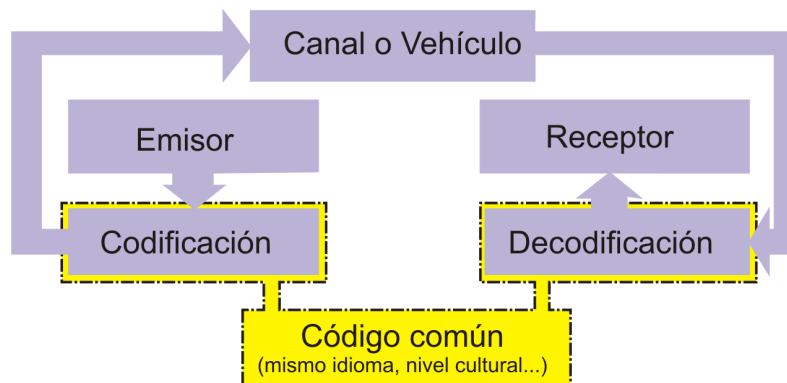 Canal o Vehículo
Emisor
Receptor
Codificación
Decodificación
Código común
(mismo idioma, nivel cultural...)